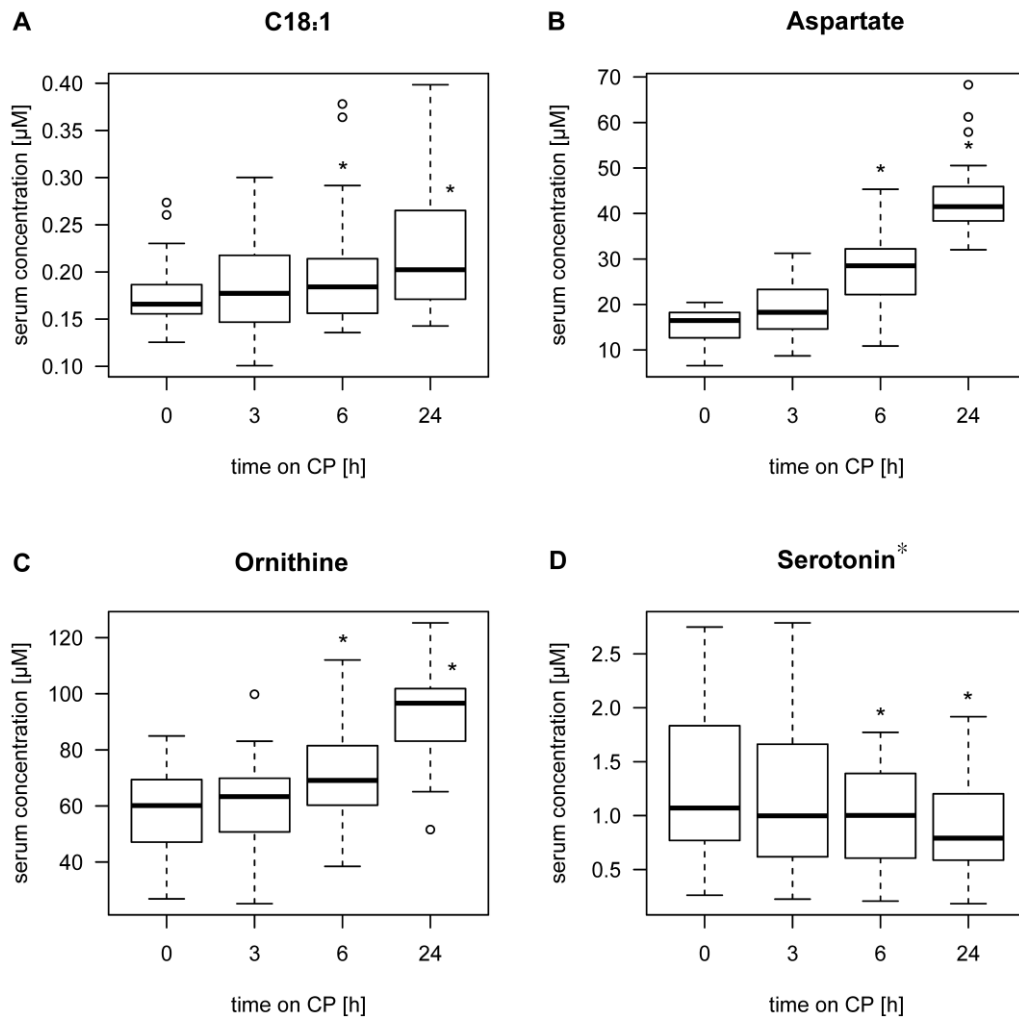 A C18:1
serum concentration [µM]
0.40
0.35
0.30
0.25
0.20
0.15
0.10
* *
0 3 6 24
time on CP [h]
B Aspartate
serum concentration [µM]
70
60
50
40
30
20
10
* *
0 3 6 24
time on CP [h]
C Ornithine
serum concentration [µM]
120
100
80
60
40
* *
0 3 6 24
time on CP [h]
D Serotonin*
serum concentration [µM]
2.5
2.0
1.5
1.0
0.5
* *
0 3 6 24
time on CP [h]